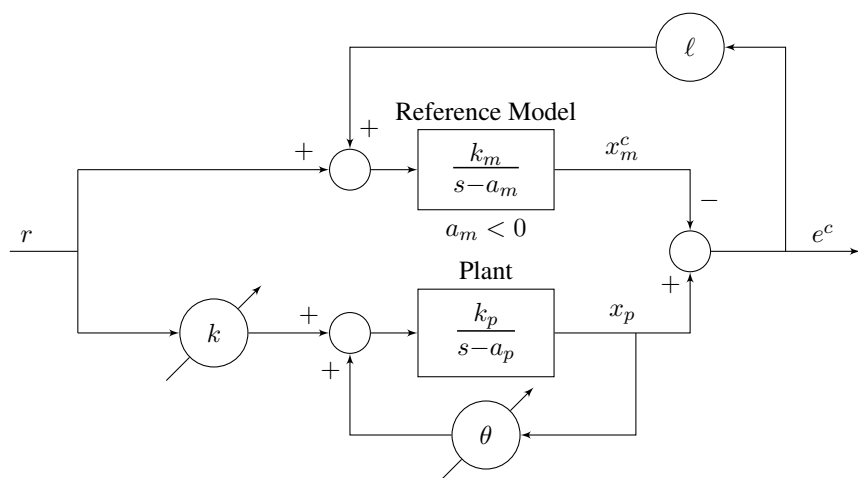 ℓ
Reference Model
+
+
k_m
s−a_m
x_m^c
−
a_m < 0
r
e^c
Plant
+
k
+
k_p
s−a_p
x_p
+
θ